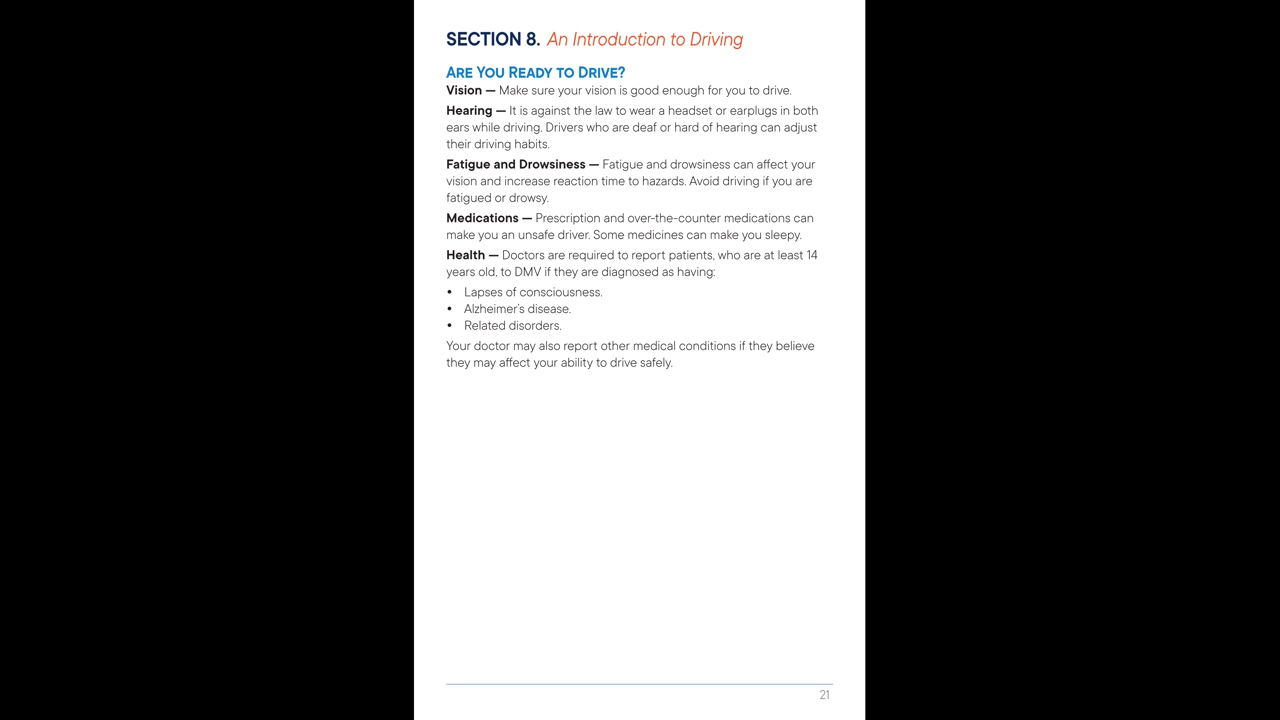 SECTION 8. An Introduction to Driving
ARE YOU READY TO DRIVE?
Vision — Make sure your vision is good enough for you to drive.
Hearing — It is against the law to wear a headset or earplugs in both
ears while driving. Drivers who are deaf or hard of hearing can adjust
their driving habits.
Fatigue and Drowsiness — Fatigue and drowsiness can affect your
vision and increase reaction time to hazards. Avoid driving if you are
fatigued or drowsy.
Medications — Prescription and over-the-counter medications can
make you an unsafe driver. Some medicines can make you sleepy.
Health — Doctors are required to report patients, who are at least 14
years old, to DMV if they are diagnosed as having:
• Lapses of consciousness.
• Alzheimer's disease.
• Related disorders.
Your doctor may also report other medical conditions if they believe
they may affect your ability to drive safely.
21